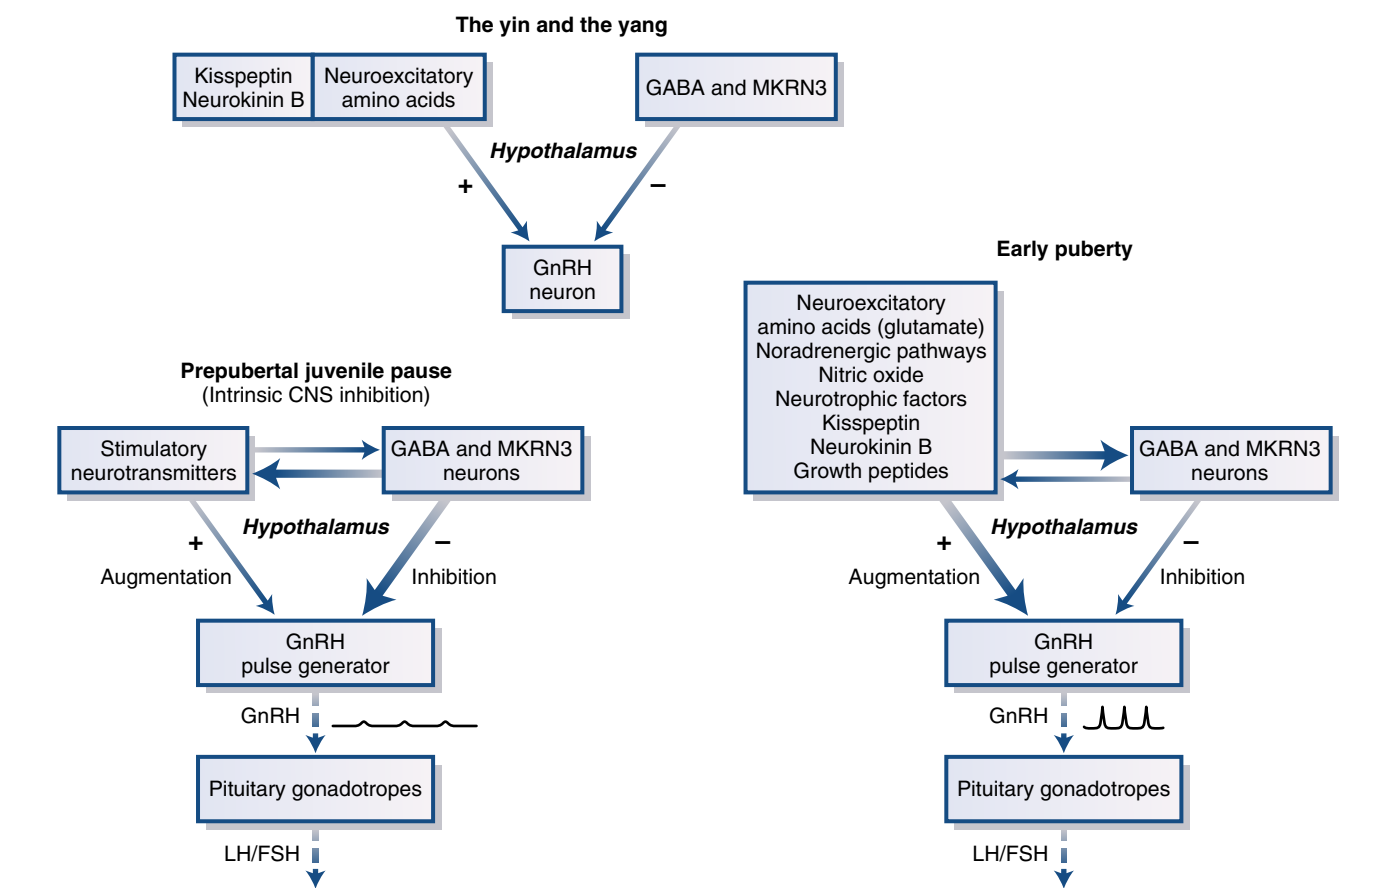 The yin and the yang
Kisspeptin
Neurokinin B
Neuroexcitatory
amino acids
GABA and MKRN3
Hypothalamus
+
–
GnRH
neuron
Prepubertal juvenile pause
(Intrinsic CNS inhibition)
Stimulatory
neurotransmitters
GABA and MKRN3
neurons
Hypothalamus
+
–
Augmentation
Inhibition
GnRH
pulse generator
GnRH
Pituitary gonadotropes
LH/FSH
Early puberty
Neuroexcitatory
amino acids (glutamate)
Noradrenergic pathways
Nitric oxide
Neurotrophic factors
Kisspeptin
Neurokinin B
Growth peptides
GABA and MKRN3
neurons
Hypothalamus
+
–
Augmentation
Inhibition
GnRH
pulse generator
GnRH
Pituitary gonadotropes
LH/FSH